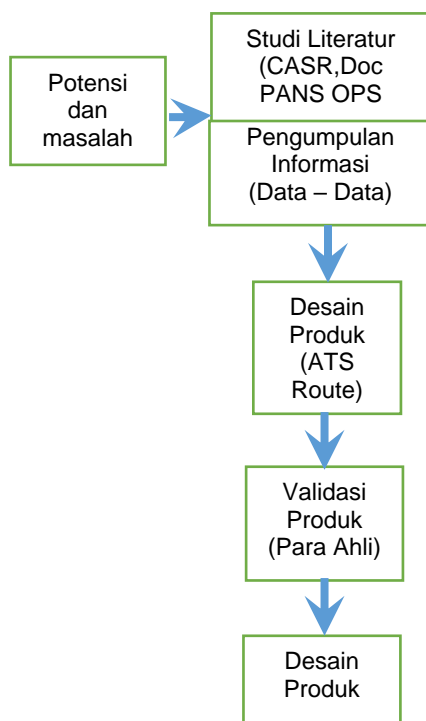 Potensi
dan
masalah
Studi Literatur
(CASR,Doc
PANS OPS
Pengumpulan
Informasi
(Data – Data)
Desain
Produk
(ATS
Route)
Validasi
Produk
(Para Ahli)
Desain
Produk